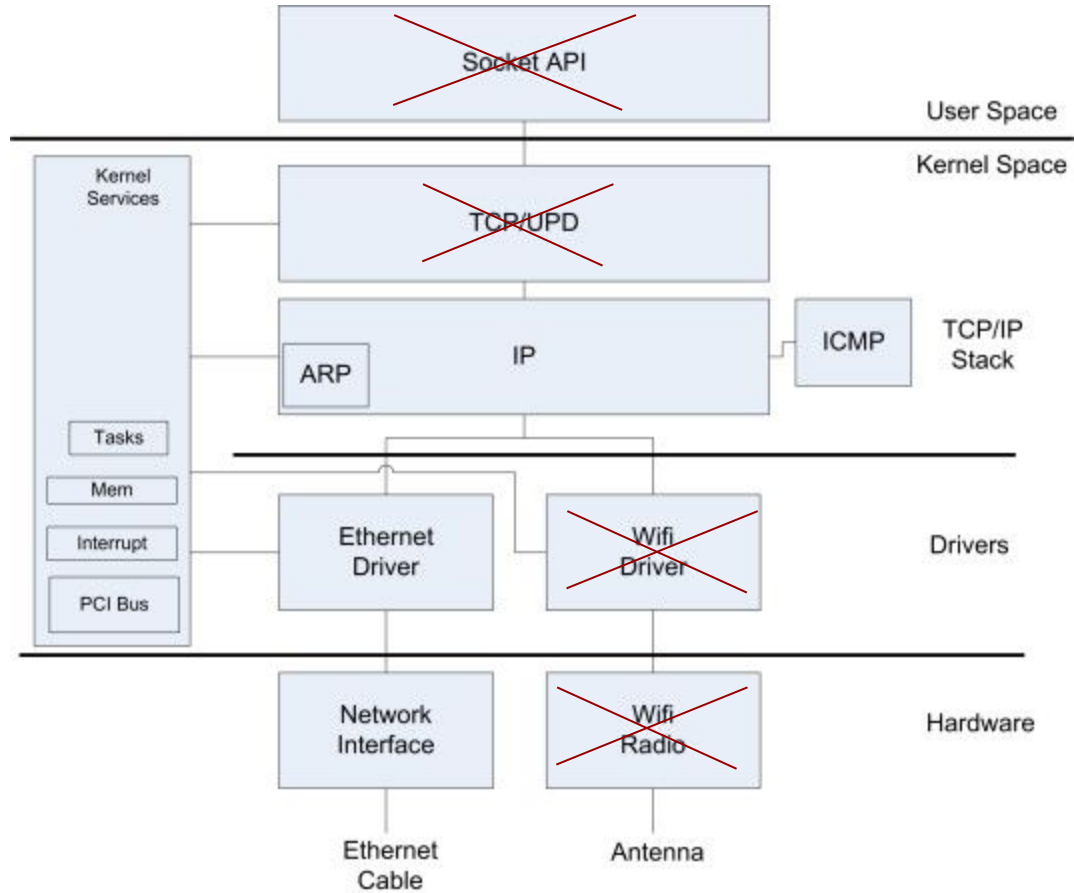 Socket API
User Space
Kernel Space
Kernel
Services
TCP/UPD
IP
ARP
ICMP
TCP/IP
Stack
Tasks
Mem
Interrupt
PCI Bus
Ethernet
Driver
Wifi
Driver
Drivers
Network
Interface
Wifi
Radio
Hardware
Ethernet
Cable
Antenna